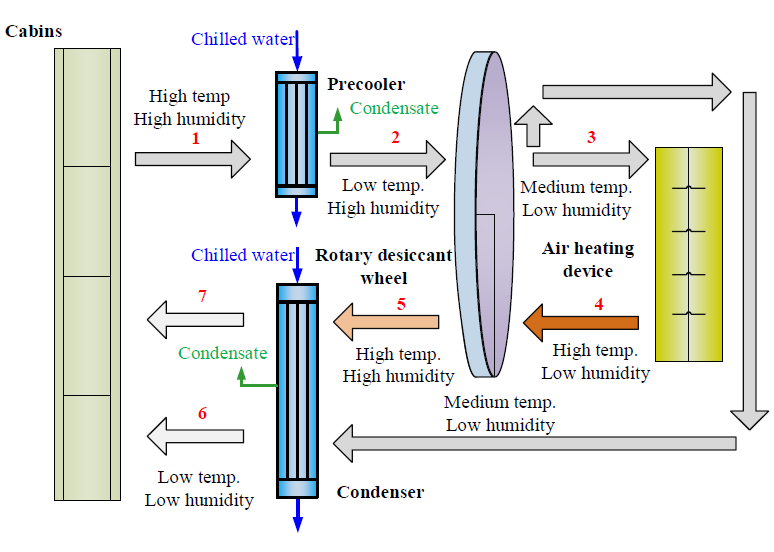 Cabins
Chilled water
High temp
High humidity
1
Precooler
Condensate
2
Low temp.
High humidity
3
Medium temp.
Low humidity
Chilled water
Rotary desiccant
wheel
Air heating
device
7
5
4
Condensate
High temp.
High humidity
High temp.
Low humidity
6
Medium temp.
Low humidity
Low temp.
Low humidity
Condenser